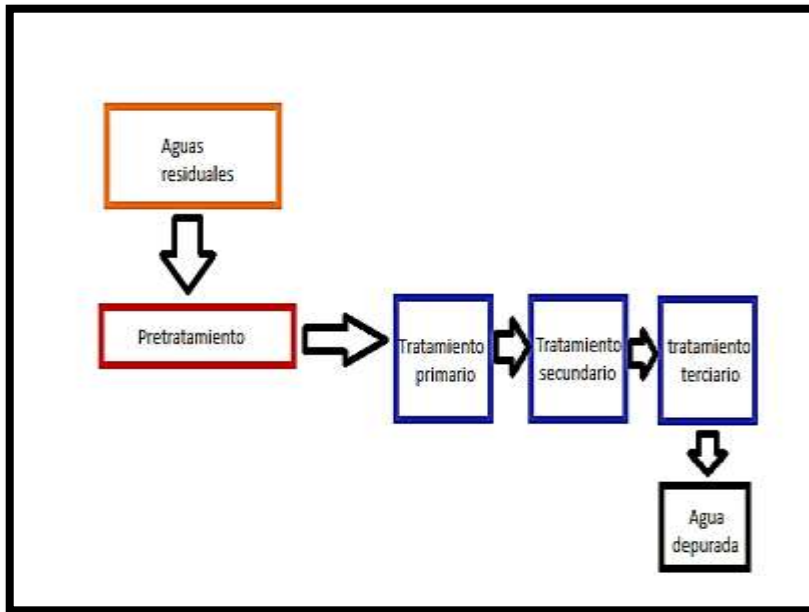 Aguas
residuales
Pretratamiento
Tratamiento
primario
Tratamiento
secundario
tratamiento
terciario
Agua
depurada